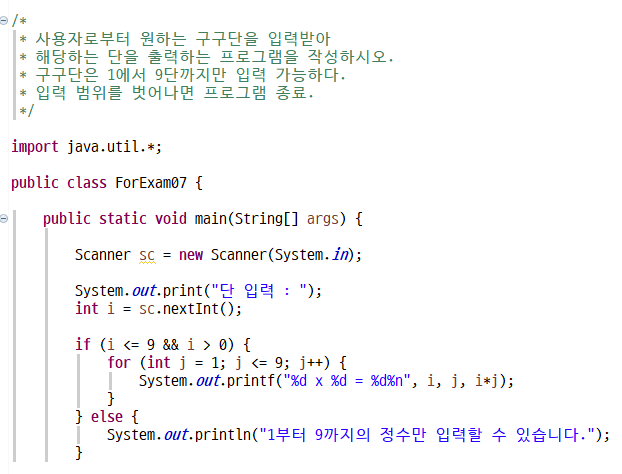 /*
 * 사용자로부터 원하는 구구단을 입력받아
 * 해당하는 단을 출력하는 프로그램을 작성하시오.
 * 구구단은 1에서 9단까지만 입력 가능하다.
 * 입력 범위를 벗어나면 프로그램 종료.
 */
import java.util.*;
public class ForExam07 {
    public static void main(String[] args) {
        Scanner sc = new Scanner(System.in);
        System.out.print("단 입력 : ");
        int i = sc.nextInt();
        if (i <= 9 && i > 0) {
            for (int j = 1; j <= 9; j++) {
                System.out.printf("%d x %d = %d%n", i, j, i*j);
            }
        } else {
            System.out.println("1부터 9까지의 정수만 입력할 수 있습니다.");
        }